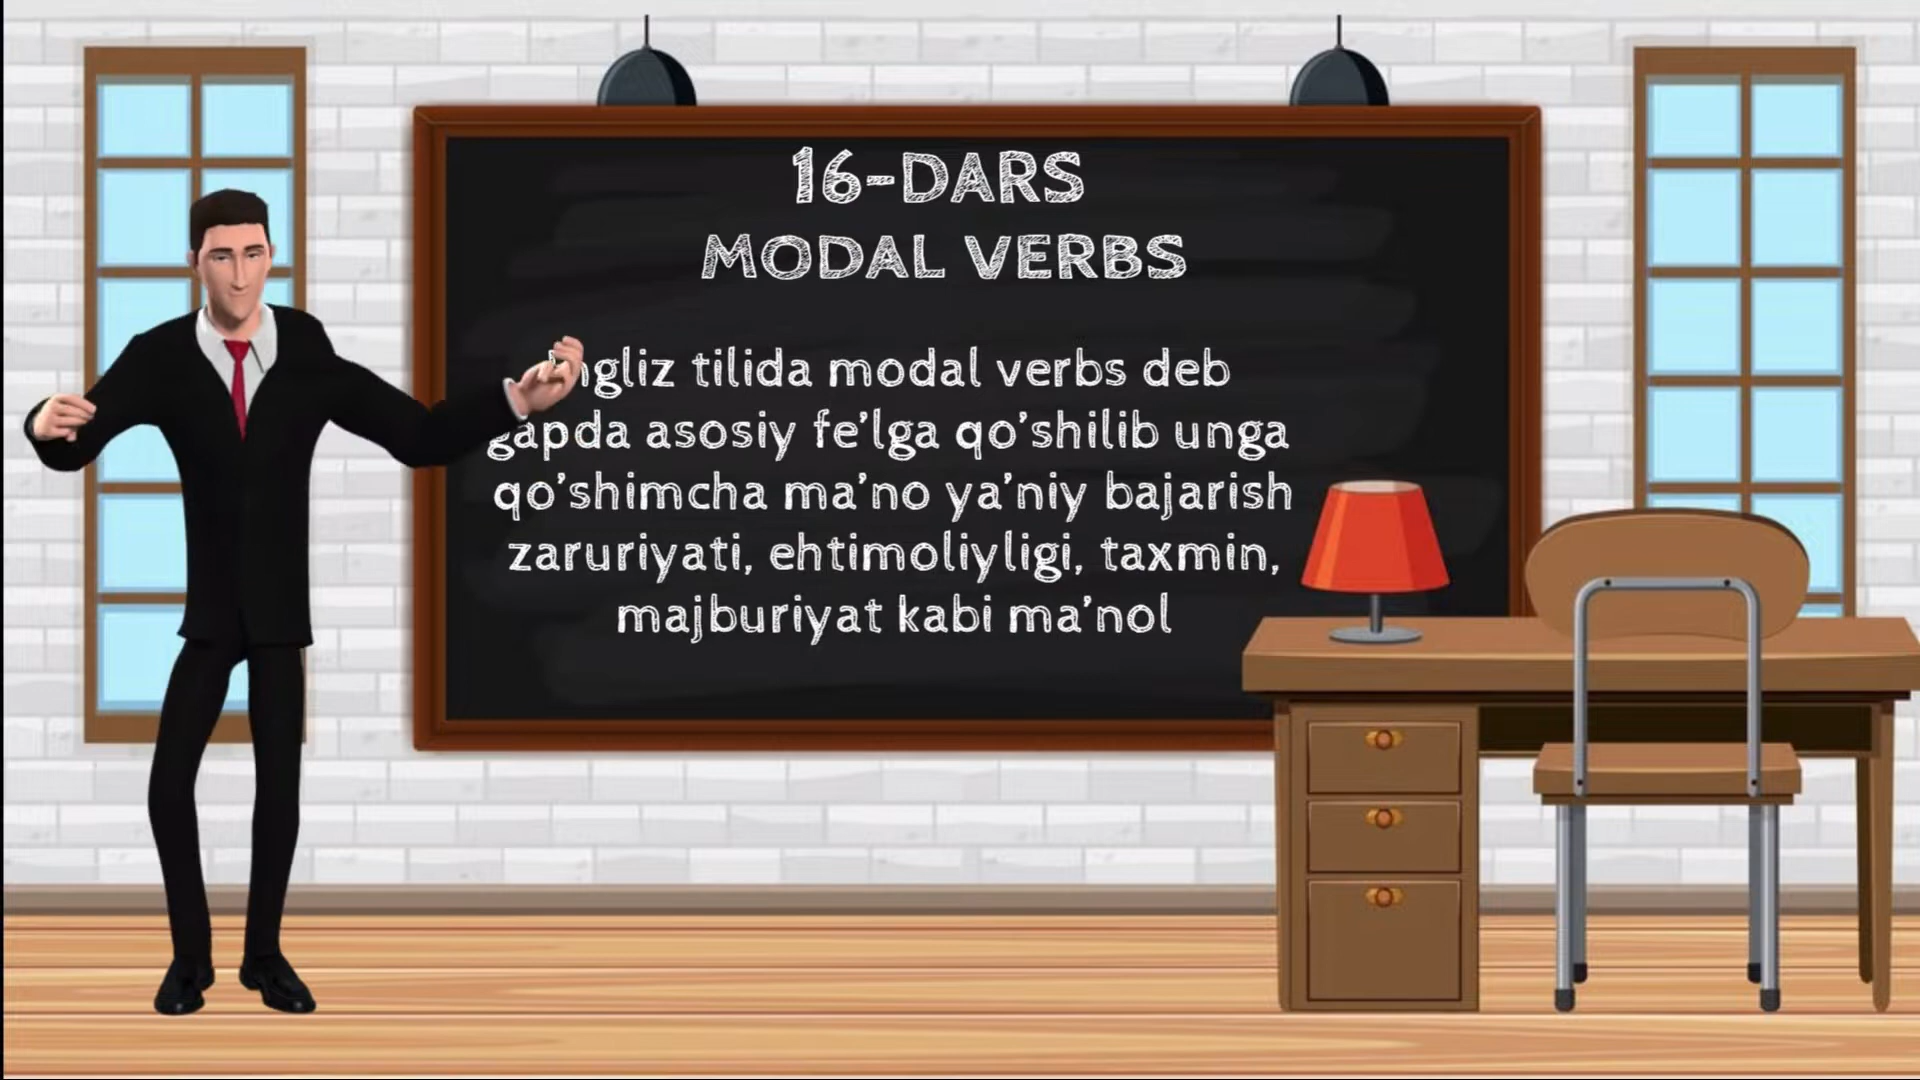 16-DARS
MODAL VERBS
tilida modal verbs deb
gapda asosiy fe'lga qo'shilib unga
qo'shimcha ma'no ya'niy bajarish
zaruriyati, ehtimoliyligi, taxmin,
majburiyat kabi ma'nol